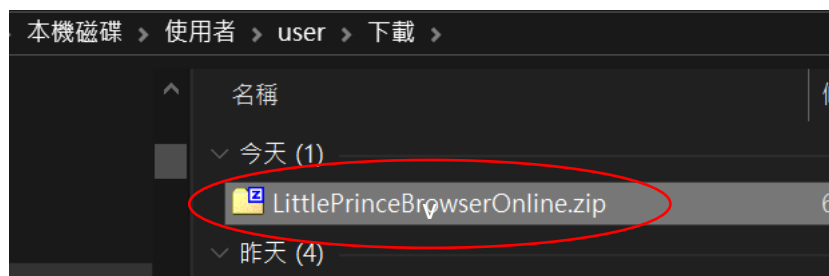 本機磁碟 › 使用者 › user › 下載 ›
名稱
今天 (1)
LittlePrinceBrowserOnline.zip
昨天 (4)